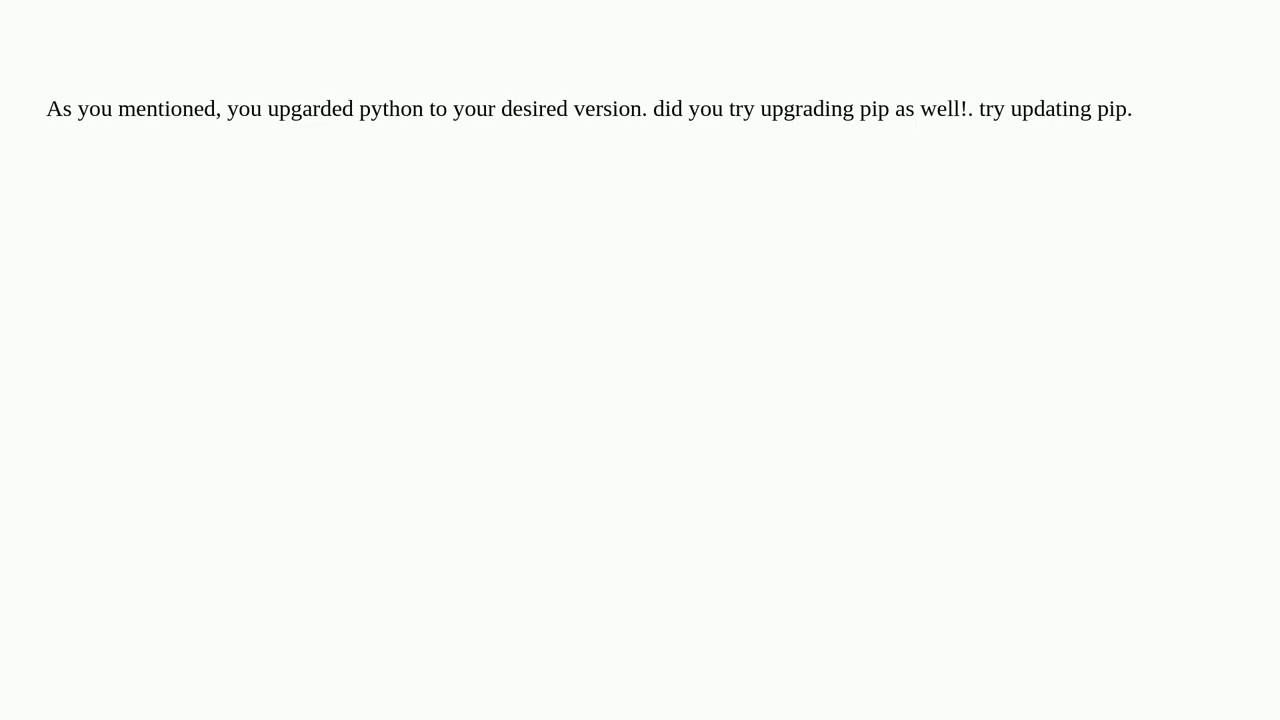 As you mentioned, you upgarded python to your desired version. did you try upgrading pip as well!. try updating pip.